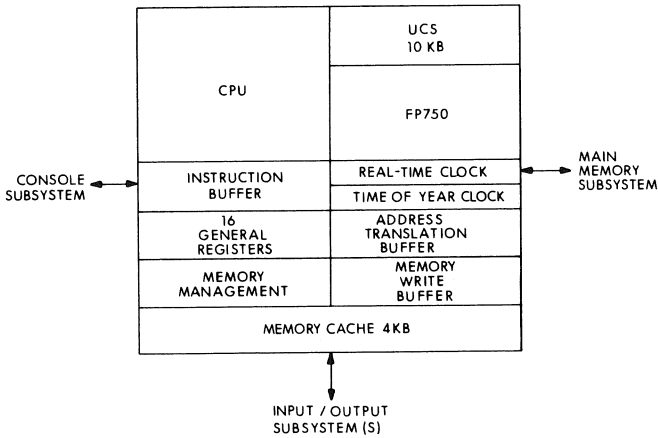 UCS
10 KB
CPU
FP750
CONSOLE
SUBSYSTEM
INSTRUCTION
BUFFER
REAL-TIME CLOCK
TIME OF YEAR CLOCK
MAIN
MEMORY
SUBSYSTEM
16
GENERAL
REGISTERS
ADDRESS
TRANSLATION
BUFFER
MEMORY
MANAGEMENT
MEMORY
WRITE
BUFFER
MEMORY CACHE 4KB
INPUT / OUTPUT
SUBSYSTEM (S)